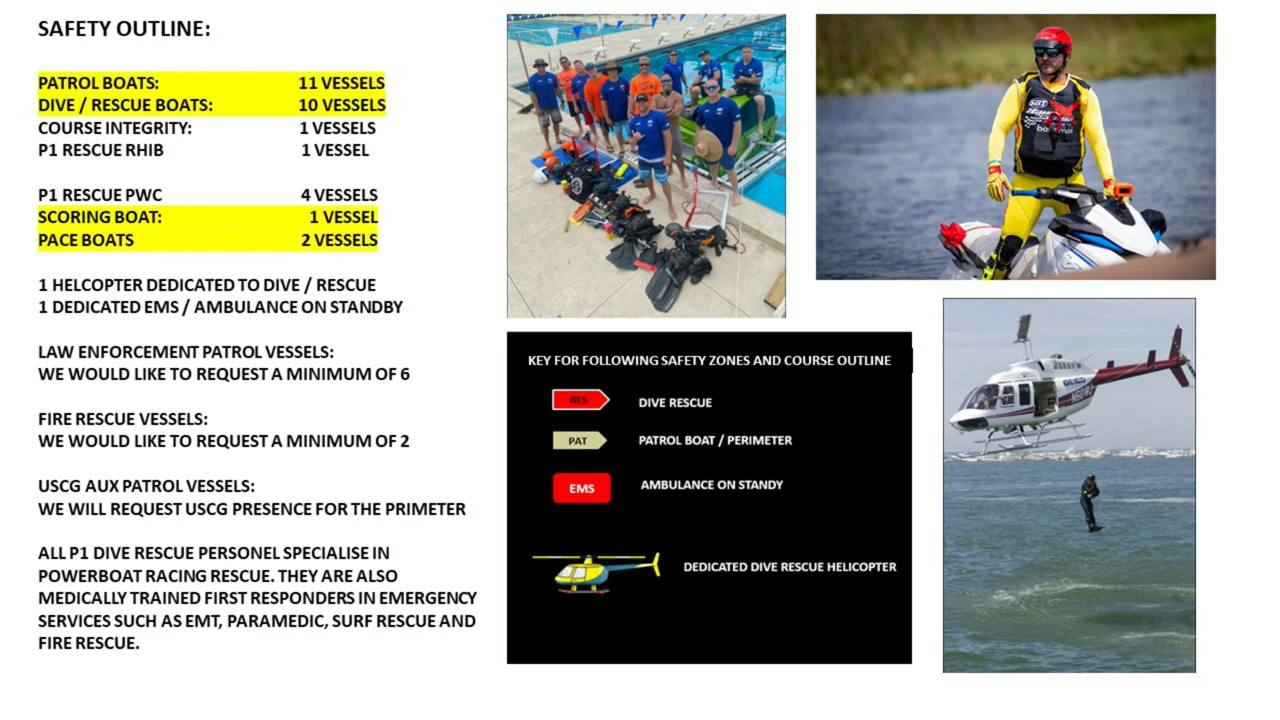 SAFETY OUTLINE:
PATROL BOATS: 11 VESSELS
DIVE / RESCUE BOATS: 10 VESSELS
COURSE INTEGRITY: 1 VESSELS
P1 RESCUE RHIB 1 VESSEL
P1 RESCUE PWC 4 VESSELS
SCORING BOAT: 1 VESSEL
PACE BOATS 2 VESSELS
1 HELCOPTER DEDICATED TO DIVE / RESCUE
1 DEDICATED EMS / AMBULANCE ON STANDBY
LAW ENFORCEMENT PATROL VESSELS:
WE WOULD LIKE TO REQUEST A MINIMUM OF 6
FIRE RESCUE VESSELS:
WE WOULD LIKE TO REQUEST A MINIMUM OF 2
USCG AUX PATROL VESSELS:
WE WILL REQUEST USCG PRESENCE FOR THE PRIMETER
ALL P1 DIVE RESCUE PERSONEL SPECIALISE IN
POWERBOAT RACING RESCUE. THEY ARE ALSO
MEDICALLY TRAINED FIRST RESPONDERS IN EMERGENCY
SERVICES SUCH AS EMT, PARAMEDIC, SURF RESCUE AND
FIRE RESCUE.
KEY FOR FOLLOWING SAFETY ZONES AND COURSE OUTLINE
RES DIVE RESCUE
PAT PATROL BOAT / PERIMETER
EMS AMBULANCE ON STANDY
DEDICATED DIVE RESCUE HELICOPTER
GEICO